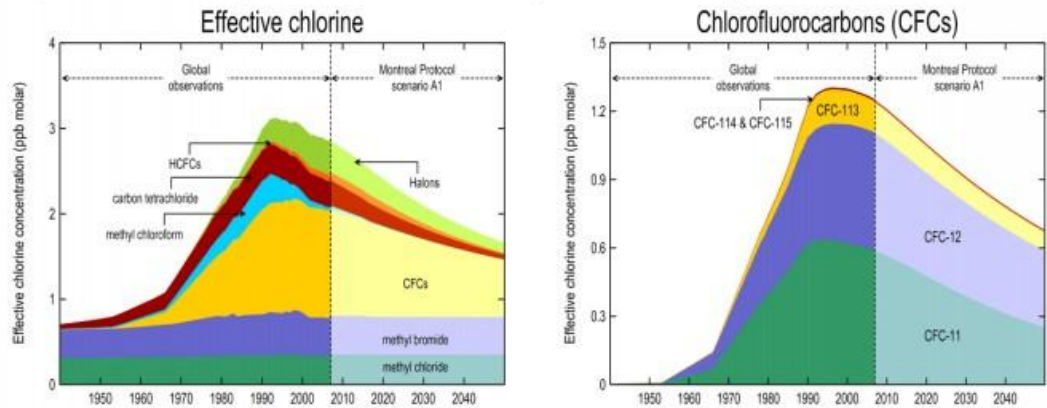 Effective chlorine
Effective chlorine concentration (ppb molar)
4
3
2
1
0
Global
observations
Montreal Protocol
scenario A1
HCFCs
carbon tetrachloride
methyl chloroform
Halons
CFCs
methyl bromide
methyl chloride
1950 1960 1970 1980 1990 2000 2010 2020 2030 2040
Chlorofluorocarbons (CFCs)
Effective chlorine concentration (ppb molar)
1.5
1.2
0.9
0.6
0.3
0
Global
observations
Montreal Protocol
scenario A1
CFC-113
CFC-114 & CFC-115
CFC-12
CFC-11
1950 1960 1970 1980 1990 2000 2010 2020 2030 2040